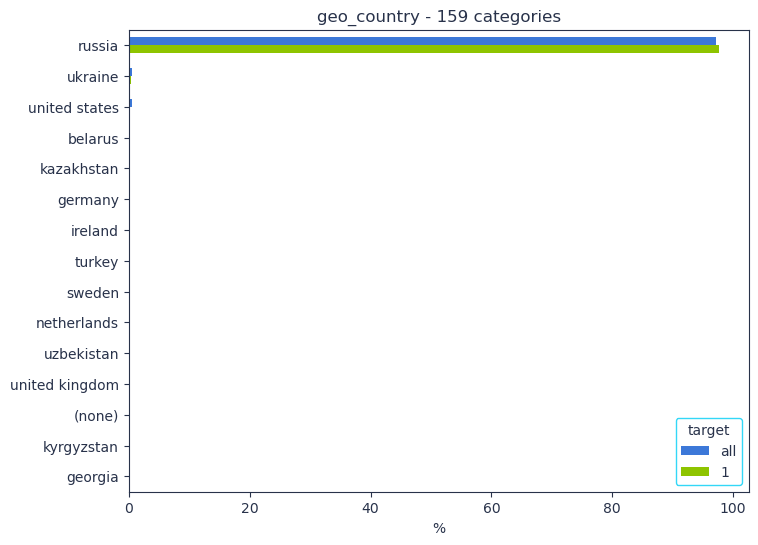 geo_country - 159 categories
russia
ukraine
united states
belarus
kazakhstan
germany
ireland
turkey
sweden
netherlands
uzbekistan
united kingdom
(none)
kyrgyzstan
georgia
target
all
1
0 20 40 60 80 100
%